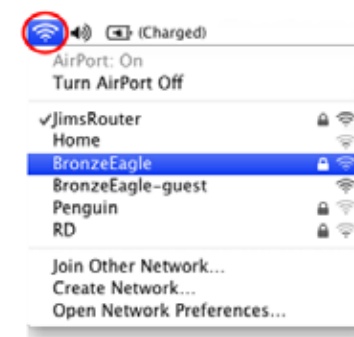 (Charged)
AirPort: On
Turn AirPort Off
✓JimsRouter
Home
BronzeEagle
BronzeEagle-guest
Penguin
RD
Join Other Network...
Create Network...
Open Network Preferences...